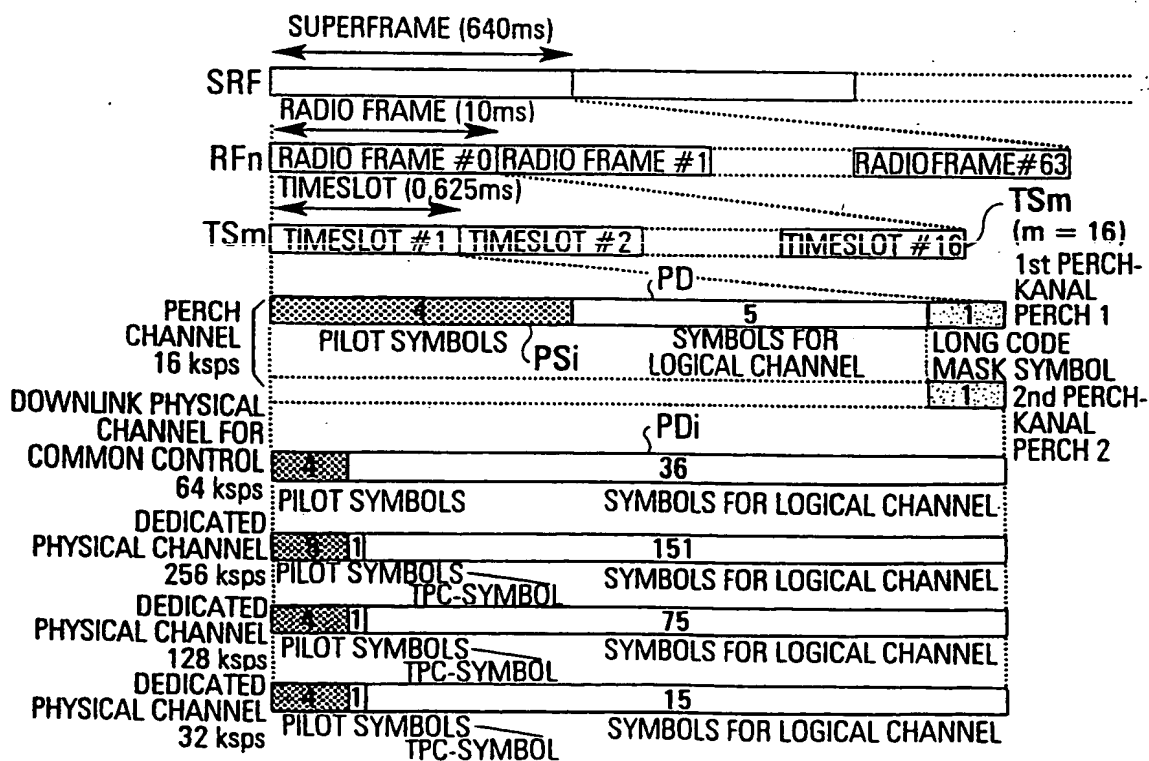 SUPERFRAME (640ms)
SRF
RADIO FRAME (10ms)
RFn
RADIO FRAME #0
RADIO FRAME #1
RADIOFRAME#63
TIMESLOT (0,625ms)
TSm
TIMESLOT #1
TIMESLOT #2
TIMESLOT #16
TSm
(m = 16)
1st PERCH-
KANAL
PERCH 1
PD
PERCH
CHANNEL
16 ksps
4
5
1
PILOT SYMBOLS
PSi
SYMBOLS FOR
LOGICAL CHANNEL
LONG CODE
MASK SYMBOL
1
2nd PERCH-
KANAL
PERCH 2
DOWNLINK PHYSICAL
CHANNEL FOR
COMMON CONTROL
64 ksps
PDi
4
36
PILOT SYMBOLS
SYMBOLS FOR LOGICAL CHANNEL
DEDICATED
PHYSICAL CHANNEL
256 ksps
8
1
151
PILOT SYMBOLS
TPC-SYMBOL
SYMBOLS FOR LOGICAL CHANNEL
DEDICATED
PHYSICAL CHANNEL
128 ksps
4
1
75
PILOT SYMBOLS
TPC-SYMBOL
SYMBOLS FOR LOGICAL CHANNEL
DEDICATED
PHYSICAL CHANNEL
32 ksps
4
1
15
PILOT SYMBOLS
TPC-SYMBOL
SYMBOLS FOR LOGICAL CHANNEL